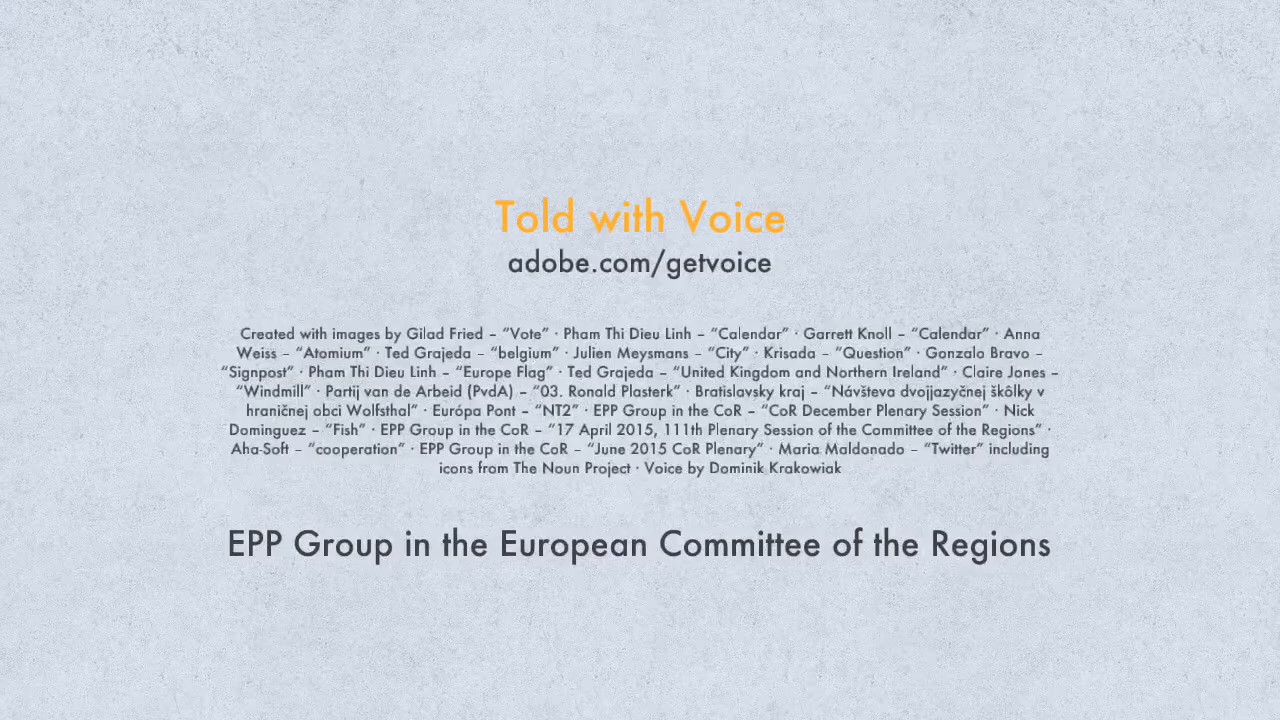 Told with Voice
adobe.com/getvoice
Created with images by Gilad Fried – “Vote” · Pham Thi Dieu Linh – “Calendar” · Garrett Knoll – “Calendar” · Anna
Weiss – “Atomium” · Ted Grajeda – “belgium” · Julien Meysmans – “City” · Krisada – “Question” · Gonzalo Bravo –
“Signpost” · Pham Thi Dieu Linh – “Europe Flag” · Ted Grajeda – “United Kingdom and Northern Ireland” · Claire Jones –
“Windmill” · Partij van de Arbeid (PvdA) – “03. Ronald Plasterk” · Bratislavsky kraj – “Návšteva dvojjazyčnej škôlky v
hraničnej obci Wolfsthal” · Európa Pont – “NT2” · EPP Group in the CoR – “CoR December Plenary Session” · Nick
Dominguez – “Fish” · EPP Group in the CoR – “17 April 2015, 111th Plenary Session of the Committee of the Regions” ·
Aha-Soft – “cooperation” · EPP Group in the CoR – “June 2015 CoR Plenary” · Maria Maldonado – “Twitter” including
icons from The Noun Project · Voice by Dominik Krakowiak
EPP Group in the European Committee of the Regions